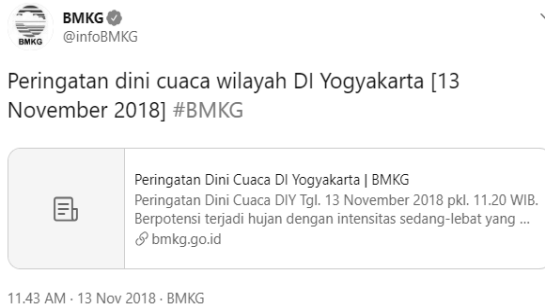 BMKG
BMKG
@infoBMKG
Peringatan dini cuaca wilayah DI Yogyakarta [13
November 2018] #BMKG
Peringatan Dini Cuaca DI Yogyakarta | BMKG
Peringatan Dini Cuaca DIY Tgl. 13 November 2018 pkl. 11.20 WIB.
Berpotensi terjadi hujan dengan intensitas sedang-lebat yang ...
bmkg.go.id
11.43 AM · 13 Nov 2018 · BMKG